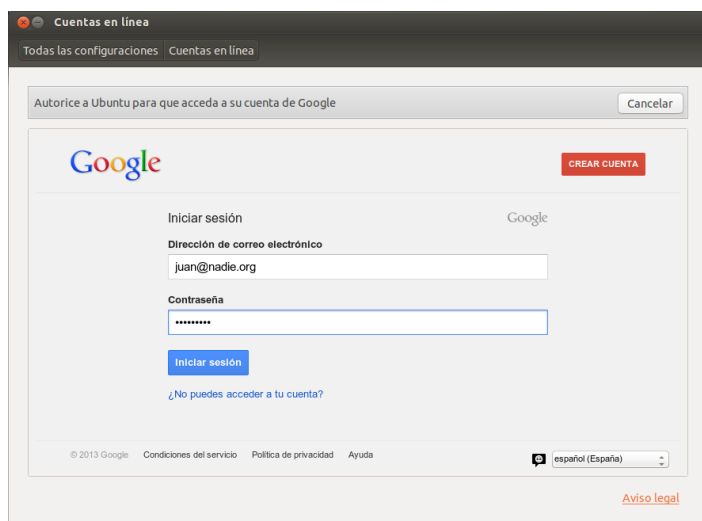 Cuentas en línea
Todas las configuraciones Cuentas en línea
Autorice a Ubuntu para que acceda a su cuenta de Google Cancelar
Google CREAR CUENTA
Iniciar sesión Google
Dirección de correo electrónico
juan@nadie.org
Contraseña
•••••••••
Iniciar sesión
¿No puedes acceder a tu cuenta?
© 2013 Google Condiciones del servicio Política de privacidad Ayuda español (España)
Aviso legal